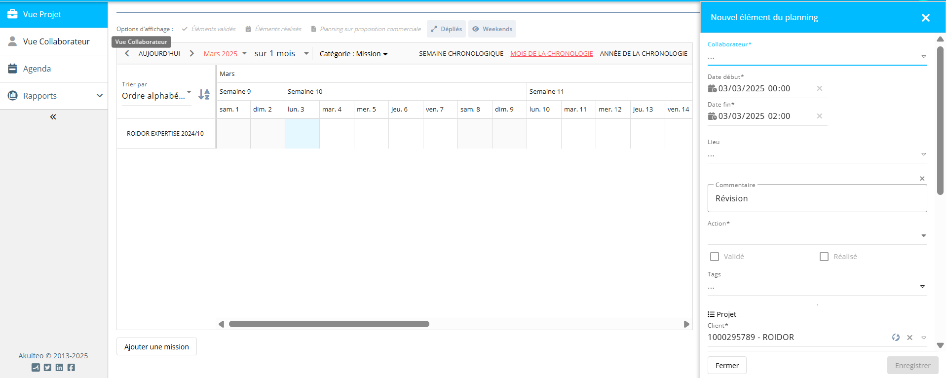 Vue Projet
Vue Collaborateur
Agenda
Rapports
«
Akuiteo © 2013-2025
Options d'affichage :
Éléments validés
Éléments réalisés
Planning sur proposition commerciale
Dépliés
Weekends
Vue Collaborateur
AUJOURD'HUI
Mars 2025
sur 1 mois
Catégorie : Mission
SEMAINE CHRONOLOGIQUE
MOIS DE LA CHRONOLOGIE
ANNÉE DE LA CHRONOLOGIE
Trier par
Ordre alphabé...
Mars
Semaine 9
Semaine 10
Semaine 11
sam. 1
dim. 2
lun. 3
mar. 4
mer. 5
jeu. 6
ven. 7
sam. 8
dim. 9
lun. 10
mar. 11
mer. 12
jeu. 13
ven. 14
ROIDOR EXPERTISE 2024/10
Ajouter une mission
Nouvel élément du planning
Collaborateur*
...
Date début*
03/03/2025 00:00
Date fin*
03/03/2025 02:00
Lieu
...
Commentaire
Révision
Action*
Validé
Réalisé
Tags
...
Projet
Client*
1000295789 - ROIDOR
Fermer
Enregistrer